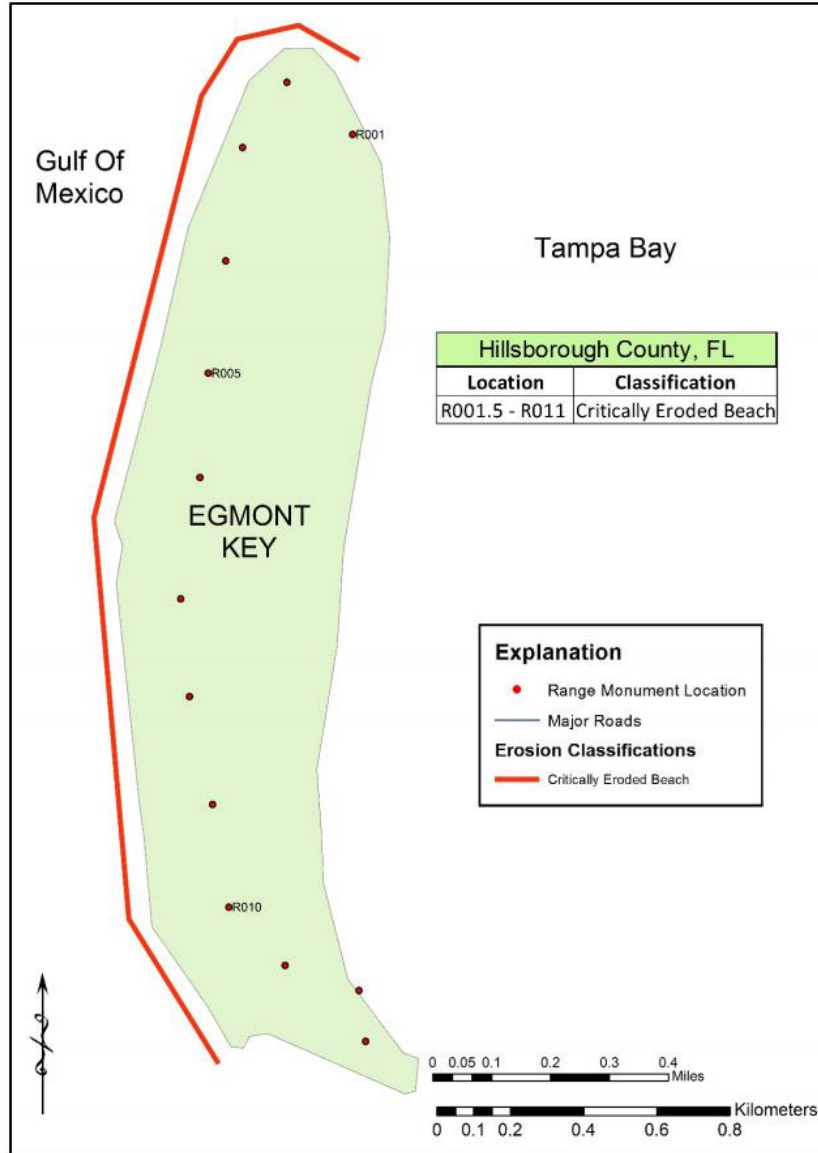 Gulf Of
Mexico
R001
Tampa Bay
Hillsborough County, FL
Location Classification
R001.5 - R011 Critically Eroded Beach
R005
EGMONT
KEY
Explanation
Range Monument Location
Major Roads
Erosion Classifications
Critically Eroded Beach
R010
0 0.05 0.1 0.2 0.3 0.4
Miles
Kilometers
0 0.1 0.2 0.4 0.6 0.8